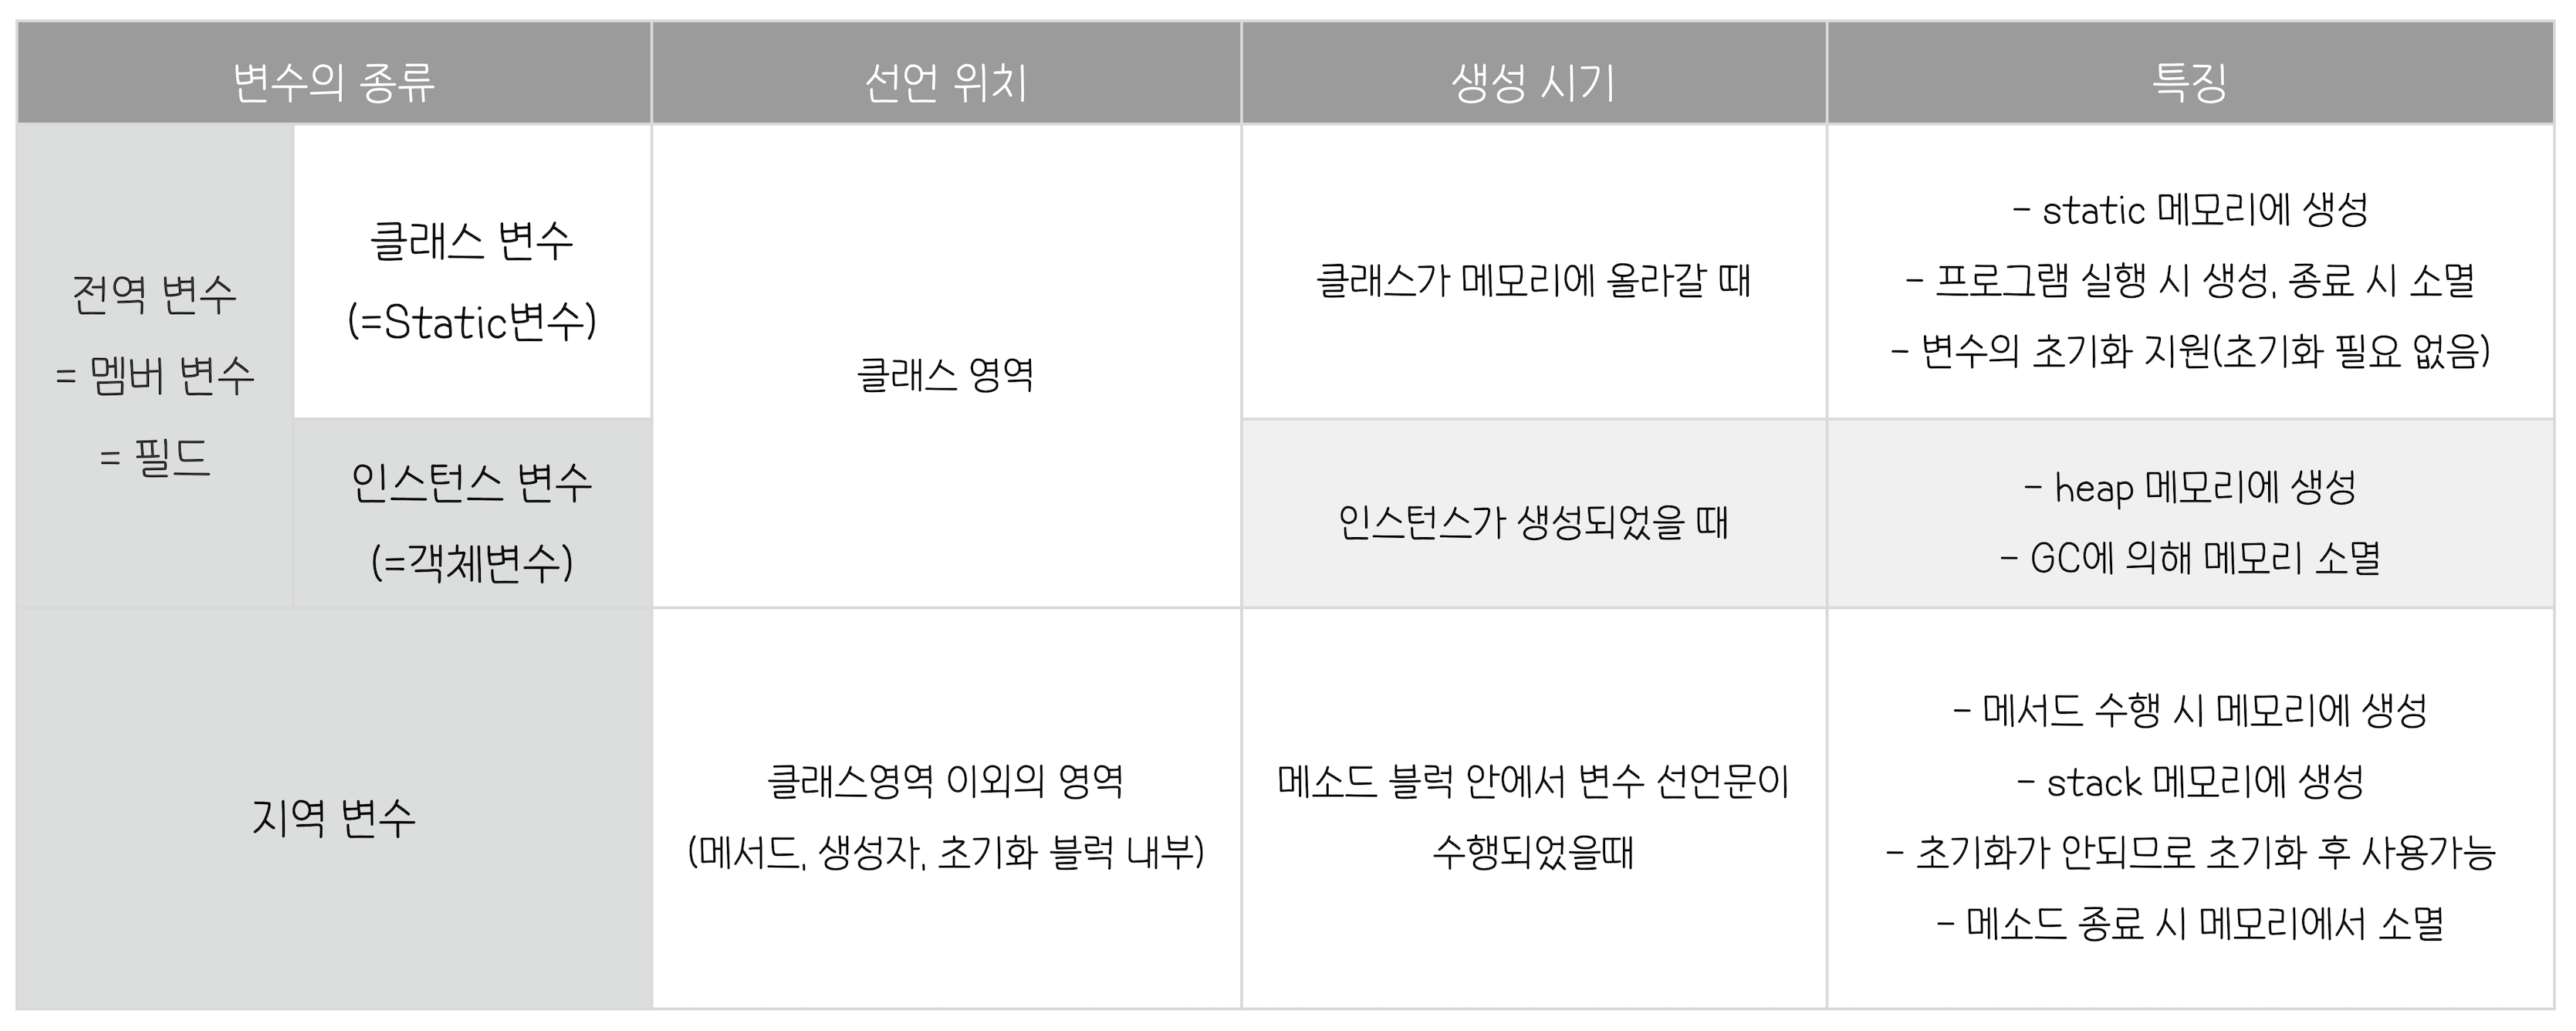 변수의 종류
선언 위치
생성 시기
특징
전역 변수
= 멤버 변수
= 필드
클래스 변수
(=Static변수)
클래스 영역
클래스가 메모리에 올라갈 때
- static 메모리에 생성
- 프로그램 실행 시 생성, 종료 시 소멸
- 변수의 초기화 지원(초기화 필요 없음)
인스턴스 변수
(=객체변수)
인스턴스가 생성되었을 때
- heap 메모리에 생성
- GC에 의해 메모리 소멸
지역 변수
클래스영역 이외의 영역
(메서드, 생성자, 초기화 블럭 내부)
메소드 블럭 안에서 변수 선언문이
수행되었을때
- 메서드 수행 시 메모리에 생성
- stack 메모리에 생성
- 초기화가 안되므로 초기화 후 사용가능
- 메소드 종료 시 메모리에서 소멸